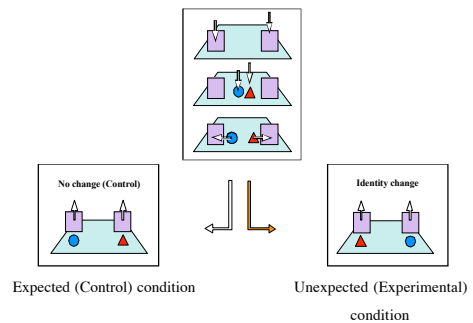 No change (Control)
Identity change
Expected (Control) condition
Unexpected (Experimental)
condition